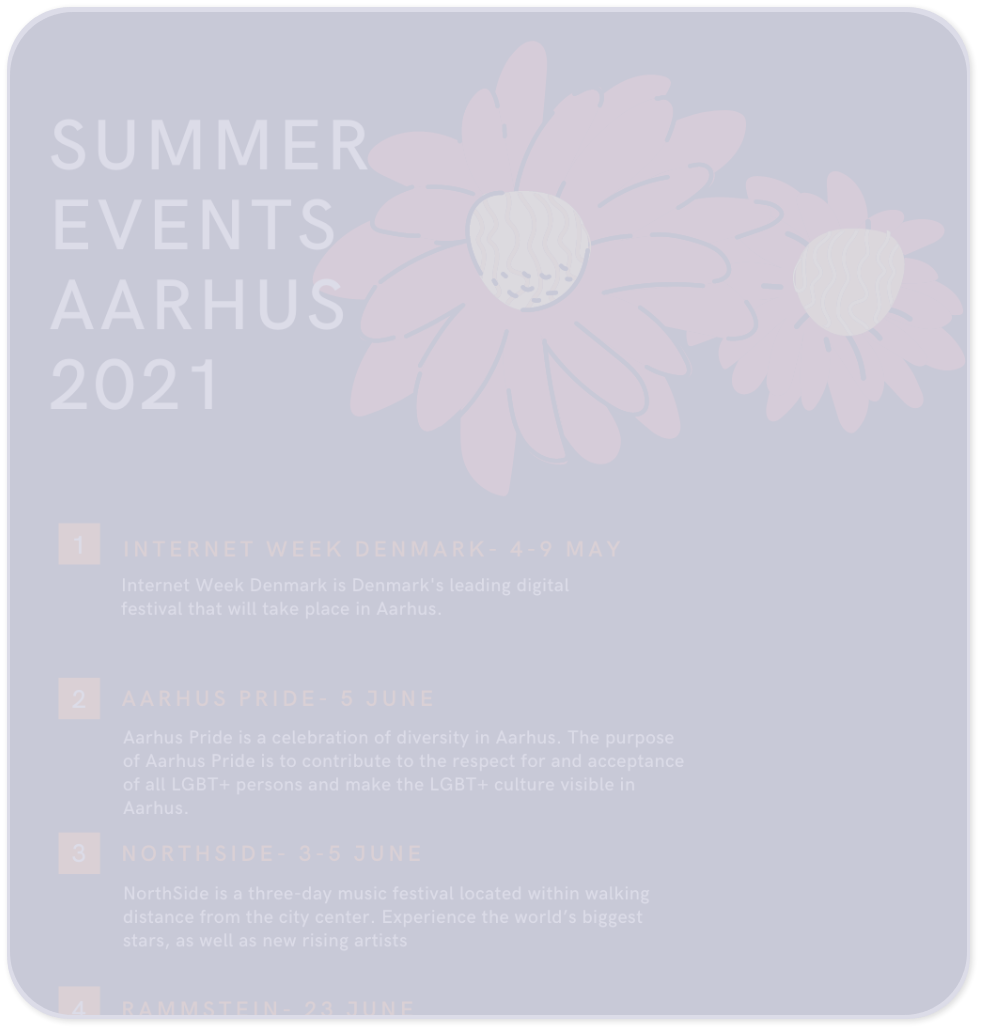 SUMMER
EVENTS
AARHUS
2021
1
INTERNET WEEK DENMARK- 4-9 MAY
Internet Week Denmark is Denmark's leading digital
festival that will take place in Aarhus.
2
AARHUS PRIDE- 5 JUNE
Aarhus Pride is a celebration of diversity in Aarhus. The purpose
of Aarhus Pride is to contribute to the respect for and acceptance
of all LGBT+ persons and make the LGBT+ culture visible in
Aarhus.
3
NORTHSIDE- 3-5 JUNE
NorthSide is a three-day music festival located within walking
distance from the city center. Experience the world's biggest
stars, as well as new rising artists
4
RAMMSTEIN- 23 JUNE